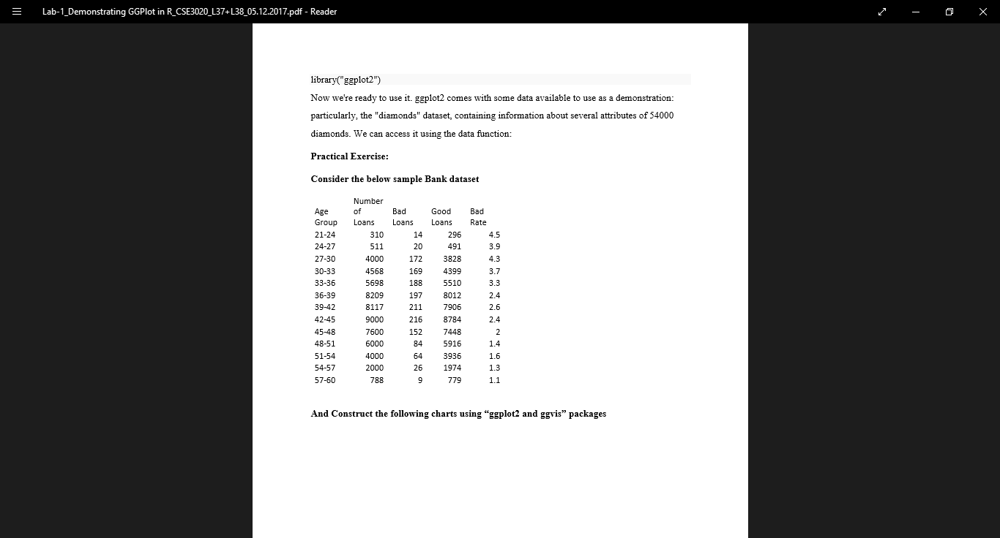 Lab-1_Demonstrating GGPlot in R_CSE3020_L37+L38_05.12.2017.pdf - Reader
library("ggplot2")
Now we're ready to use it. ggplot2 comes with some data available to use as a demonstration:
particularly, the "diamonds" dataset, containing information about several attributes of 54000
diamonds. We can access it using the data function:
Practical Exercise:
Consider the below sample Bank dataset
Number
Age of Bad Good Bad
Group Loans Loans Loans Rate
21-24 310 14 296 4.5
24-27 511 20 491 3.9
27-30 4000 172 3828 4.3
30-33 4568 169 4399 3.7
33-36 5698 188 5510 3.3
36-39 8209 197 8012 2.4
39-42 8117 211 7906 2.6
42-45 9000 216 8784 2.4
45-48 7600 152 7448 2
48-51 6000 84 5916 1.4
51-54 4000 64 3936 1.6
54-57 2000 26 1974 1.3
57-60 788 9 779 1.1
And Construct the following charts using “ggplot2 and ggvis” packages